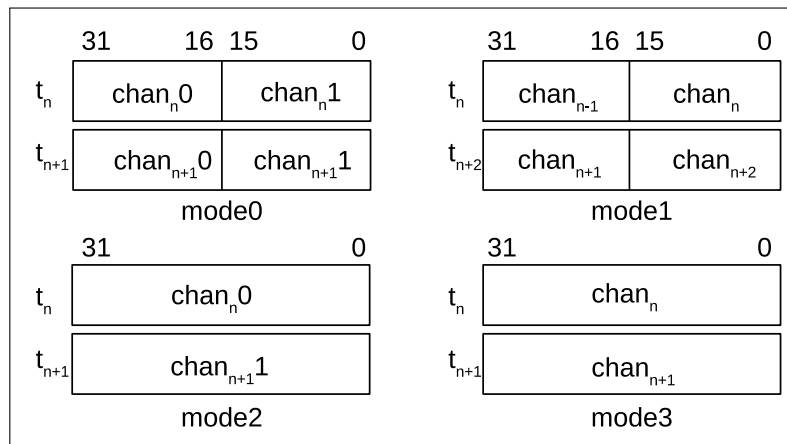 31 16 15 0 31 16 15 0
tn channn0 chann1 tn chann-1 chann
tn+1 chann+10 chann+11 tn+2 chann+1 chann+2
mode0 mode1
31 0 31 0
tn chann0 tn chann
tn+1 chann+11 tn+1 chann+1
mode2 mode3